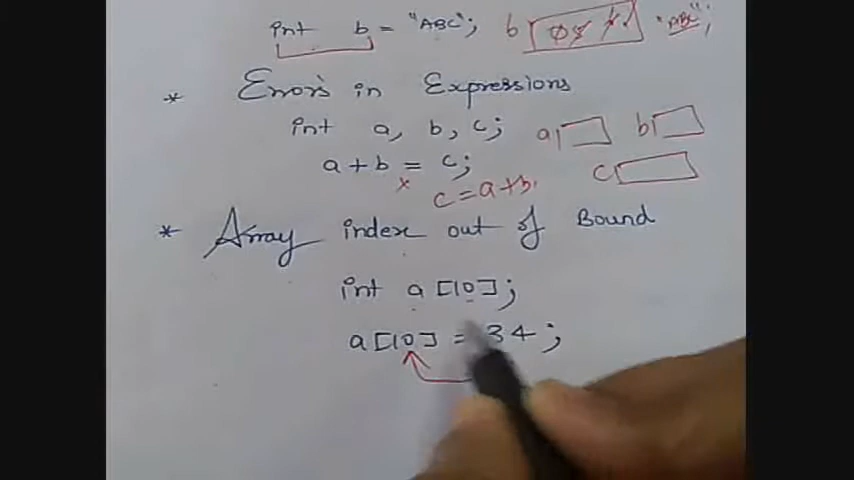 int b = "ABC"; b "ABC";
* Errors in Expressions
int a, b, c; a b
a + b = c; c
x c = a + b.
* Array index out of Bound
int a [10];
a [10] = 34;